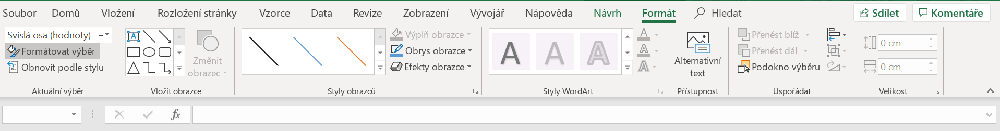 Soubor Domů Vložení Rozložení stránky Vzorce Data Revize Zobrazení Vývojář Nápověda Návrh Formát Hledat Sdílet Komentáře
Svislá osa (hodnoty)
Formátovat výběr
Obnovit podle stylu
Aktuální výběr
Změnit
obrazec
Vložit obrazce
Výplň obrazce
Obrys obrazce
Efekty obrazce
Styly obrazců
A A A
Styly WordArt
Alternativní
text
Přístupnost
Přenést blíž
Přenést dál
Podokno výběru
Uspořádat
0 cm
0 cm
Velikost
fx